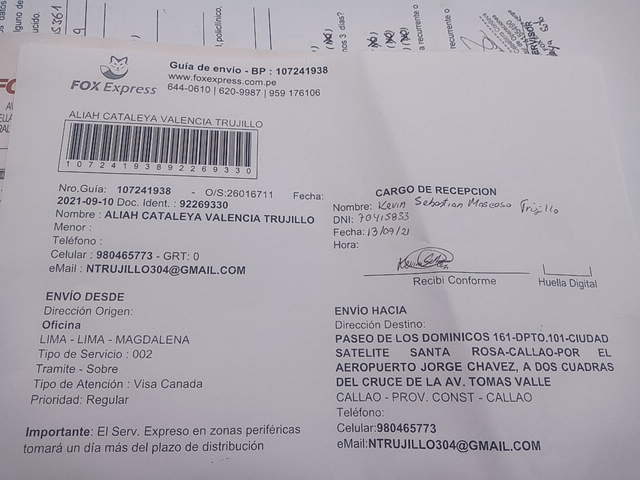 FOX Express
Guía de envío - BP : 107241938
www.foxexpress.com.pe
644-0610 | 620-9987 | 959 176106
ALIAH CATALEYA VALENCIA TRUJILLO
10724193892269330
Nro.Guía: 107241938 - O/S:26016711 Fecha:
2021-09-10 Doc. Ident. : 92269330
Nombre : ALIAH CATALEYA VALENCIA TRUJILLO
Menor :
Teléfono :
Celular : 980465773 - GRT: 0
eMail : NTRUJILLO304@GMAIL.COM
CARGO DE RECEPCION
Nombre: Kevin Sebastian Moscoso Trujillo
DNI: 70415853
Fecha: 13/09/21
Hora:
Recibi Conforme
Huella Digital
ENVÍO DESDE
Dirección Origen:
Oficina
LIMA - LIMA - MAGDALENA
Tipo de Servicio : 002
Tramite - Sobre
Tipo de Atención : Visa Canada
Prioridad: Regular
Importante: El Serv. Expreso en zonas periféricas
tomará un día más del plazo de distribución
ENVÍO HACIA
Dirección Destino:
PASEO DE LOS DOMINICOS 161-DPTO.101-CIUDAD
SATELITE SANTA ROSA-CALLAO-POR EL
AEROPUERTO JORGE CHAVEZ, A DOS CUADRAS
DEL CRUCE DE LA AV. TOMAS VALLE
CALLAO - PROV. CONST - CALLAO
Teléfono:
Celular:980465773
eMail:NTRUJILLO304@GMAIL.COM